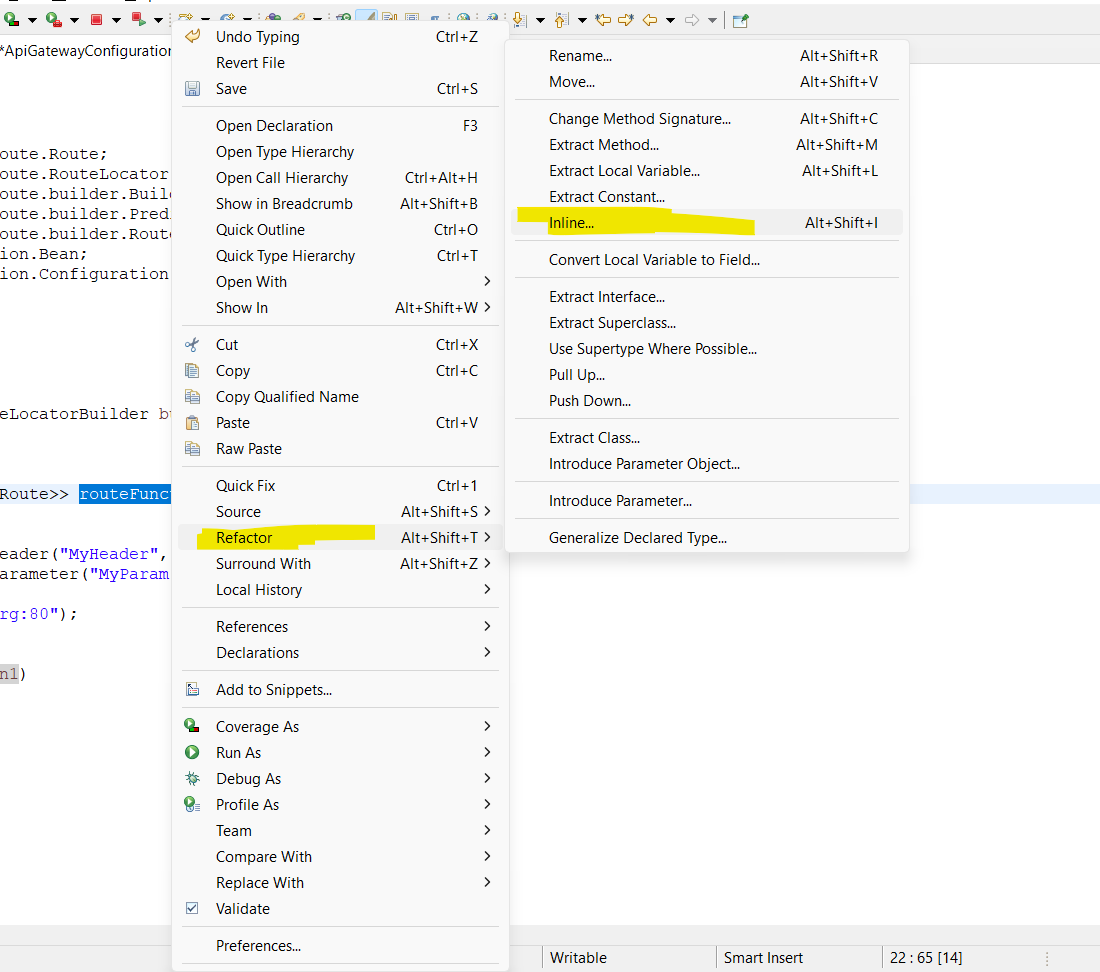 *ApiGatewayConfiguration
oute.Route;
oute.RouteLocator
oute.builder.Buil
oute.builder.Pred
oute.builder.Rout
ion.Bean;
ion.Configuration
eLocatorBuilder bu
Route>> routeFunct
eader("MyHeader",
arameter("MyParam
rg:80");
n1)
Undo Typing Ctrl+Z
Revert File
Save Ctrl+S
Open Declaration F3
Open Type Hierarchy
Open Call Hierarchy Ctrl+Alt+H
Show in Breadcrumb Alt+Shift+B
Quick Outline Ctrl+O
Quick Type Hierarchy Ctrl+T
Open With
Show In Alt+Shift+W
Cut Ctrl+X
Copy Ctrl+C
Copy Qualified Name
Paste Ctrl+V
Raw Paste
Quick Fix Ctrl+1
Source Alt+Shift+S
Refactor Alt+Shift+T
Surround With Alt+Shift+Z
Local History
References
Declarations
Add to Snippets...
Coverage As
Run As
Debug As
Profile As
Team
Compare With
Replace With
Validate
Preferences...
Rename... Alt+Shift+R
Move... Alt+Shift+V
Change Method Signature... Alt+Shift+C
Extract Method... Alt+Shift+M
Extract Local Variable... Alt+Shift+L
Extract Constant...
Inline... Alt+Shift+I
Convert Local Variable to Field...
Extract Interface...
Extract Superclass...
Use Supertype Where Possible...
Pull Up...
Push Down...
Extract Class...
Introduce Parameter Object...
Introduce Parameter...
Generalize Declared Type...
Writable
Smart Insert
22 : 65 [14]